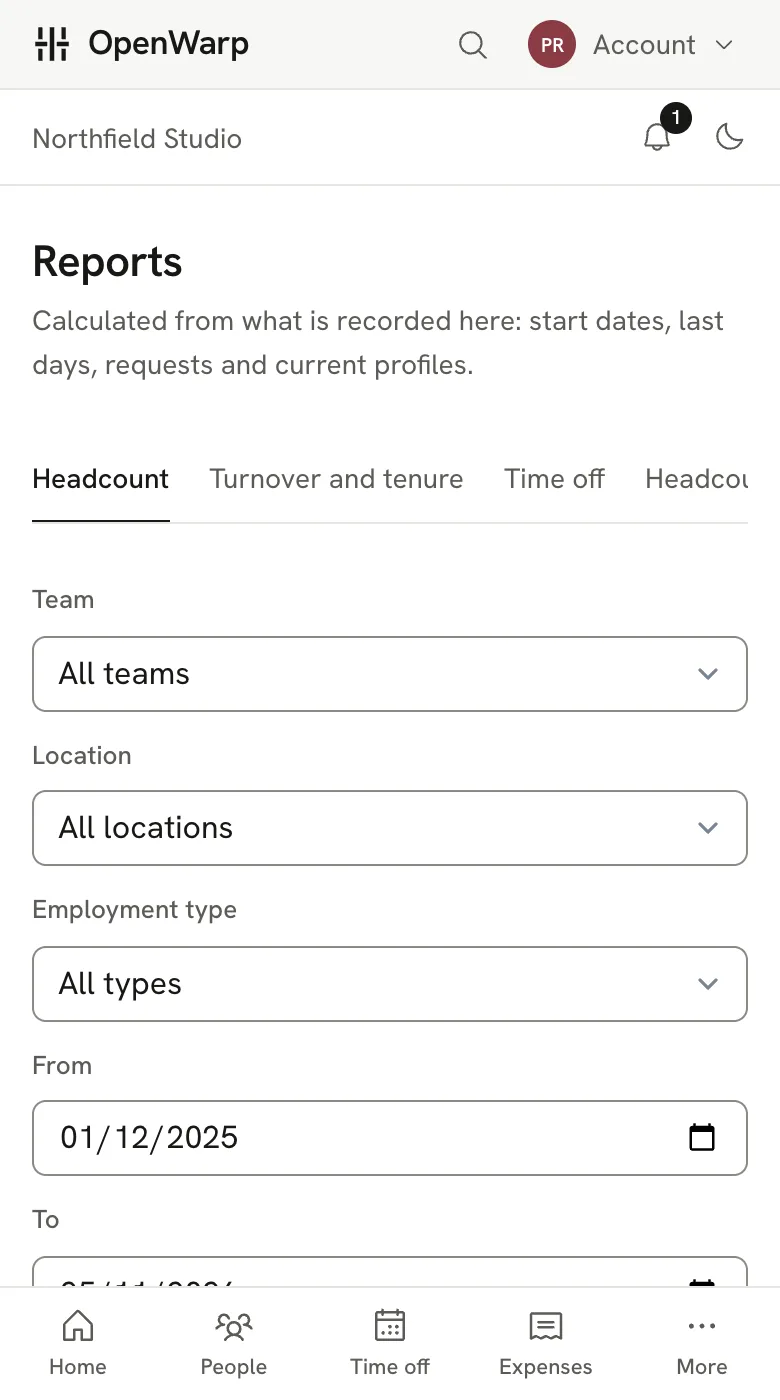 OpenWarp
PR
Account
Northfield Studio
1
Reports
Calculated from what is recorded here: start dates, last
days, requests and current profiles.
Headcount
Turnover and tenure
Time off
Team
All teams
Location
All locations
Employment type
All types
From
01/12/2025
To
Home
People
Time off
Expenses
More